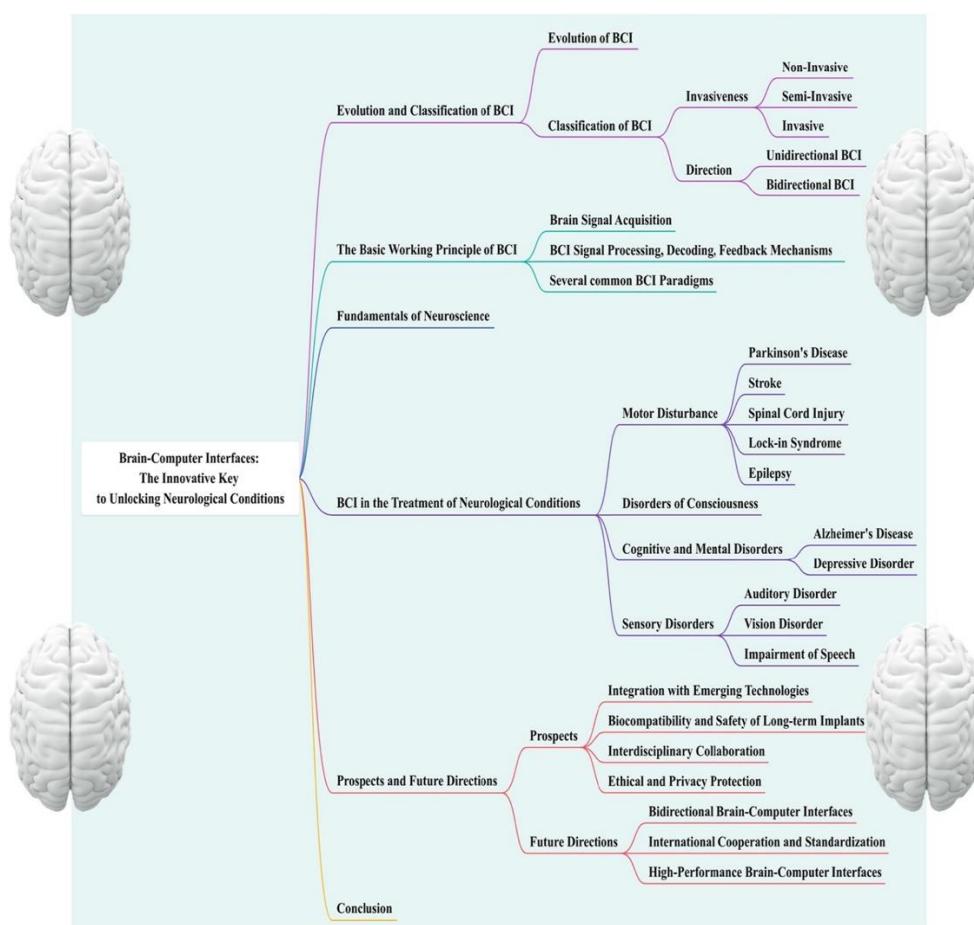 Evolution of BCI
Non-Invasive
Invasiveness
Semi-Invasive
Evolution and Classification of BCI
Classification of BCI
Invasive
Unidirectional BCI
Direction
Bidirectional BCI
Brain Signal Acquisition
The Basic Working Principle of BCI
BCI Signal Processing, Decoding, Feedback Mechanisms
Several common BCI Paradigms
Fundamentals of Neuroscience
Parkinson's Disease
Stroke
Motor Disturbance
Spinal Cord Injury
Lock-in Syndrome
Epilepsy
Brain-Computer Interfaces:
The Innovative Key
to Unlocking Neurological Conditions
BCI in the Treatment of Neurological Conditions
Disorders of Consciousness
Alzheimer's Disease
Cognitive and Mental Disorders
Depressive Disorder
Auditory Disorder
Sensory Disorders
Vision Disorder
Impairment of Speech
Integration with Emerging Technologies
Prospects
Biocompatibility and Safety of Long-term Implants
Interdisciplinary Collaboration
Ethical and Privacy Protection
Prospects and Future Directions
Bidirectional Brain-Computer Interfaces
Future Directions
International Cooperation and Standardization
High-Performance Brain-Computer Interfaces
Conclusion